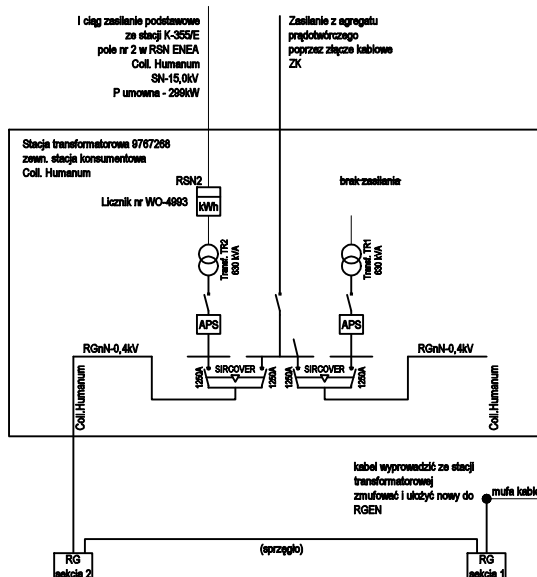 I ciąg zasilanie podstawowe
ze stacji K-355/E
pole nr 2 w RSN ENEA
Coll. Humanum
SN-15,0kV
P umowna - 299kW
Zasilanie z agregatu
prądotwórczego
poprzez złącze kablowe
ZK
Stacja transformatorowa 9767268
zewn. stacja konsumentowa
Coll. Humanum
RSN2
Licznik nr WO-4993
kWh
brak zasilania
Transf. TR2
630 kVA
Transf. TR1
630 kVA
APS
APS
RGnN-0,4kV
RGnN-0,4kV
1250A
SIRCOVER
1250A
1250A
SIRCOVER
1250A
Coll.Humanum
Coll.Humanum
kabel wyprowadzić ze stacji
transformatorowej
zmufować i ułożyć nowy do
RGEN
mufa kablo
(sprzęgło)
RG
sekcja 2
RG
sekcja 1